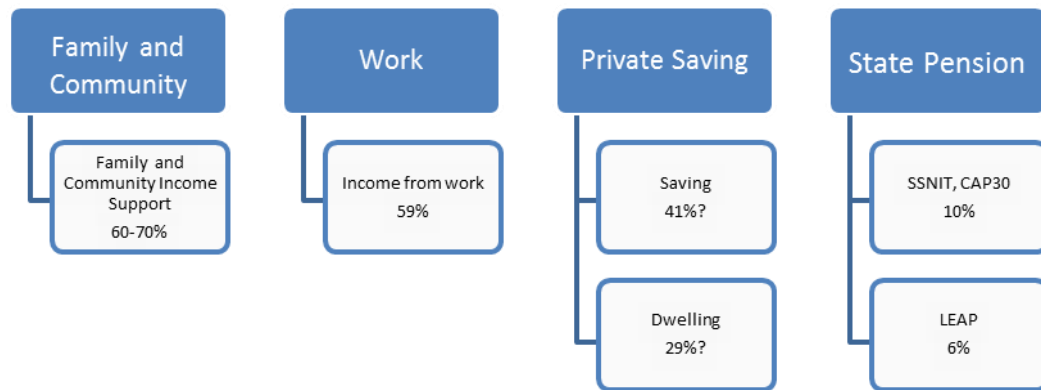 Family and
Community
Family and
Community Income
Support
60-70%
Work
Income from work
59%
Private Saving
Saving
41%?
Dwelling
29%?
State Pension
SSNIT, CAP30
10%
LEAP
6%